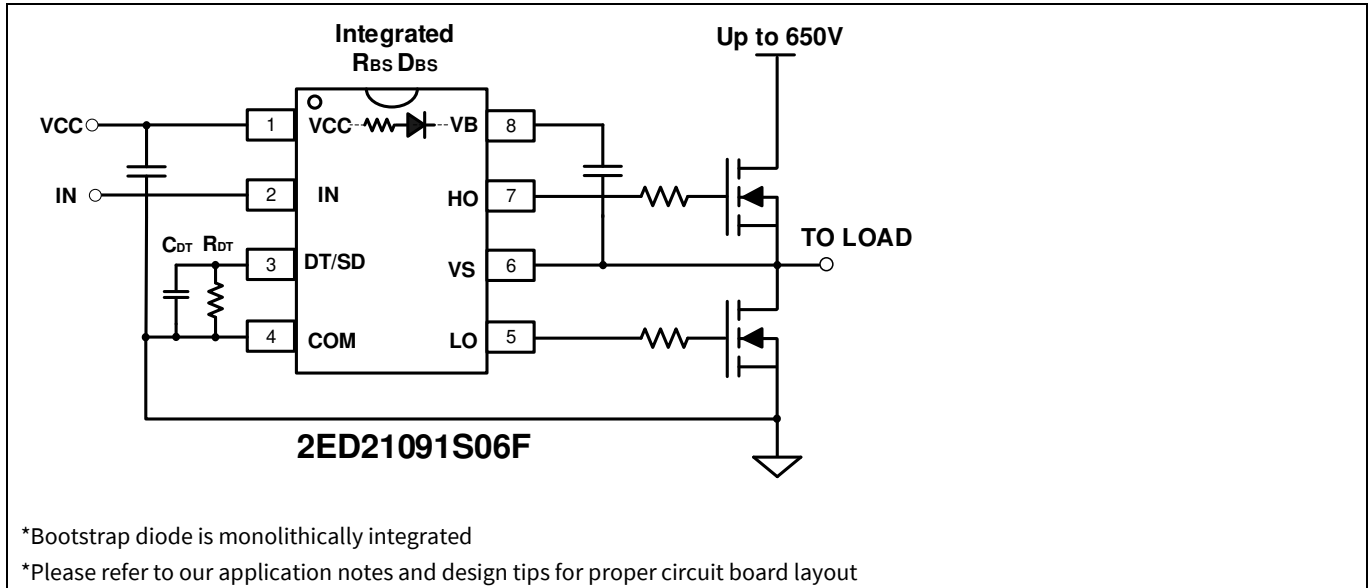 Integrated
RBS DBS
Up to 650V
VCC
1
VCC
VB
8
IN
2
IN
HO
7
CDT RDT
3
DT/SD
VS
6
TO LOAD
4
COM
LO
5
2ED21091S06F
*Bootstrap diode is monolithically integrated
*Please refer to our application notes and design tips for proper circuit board layout